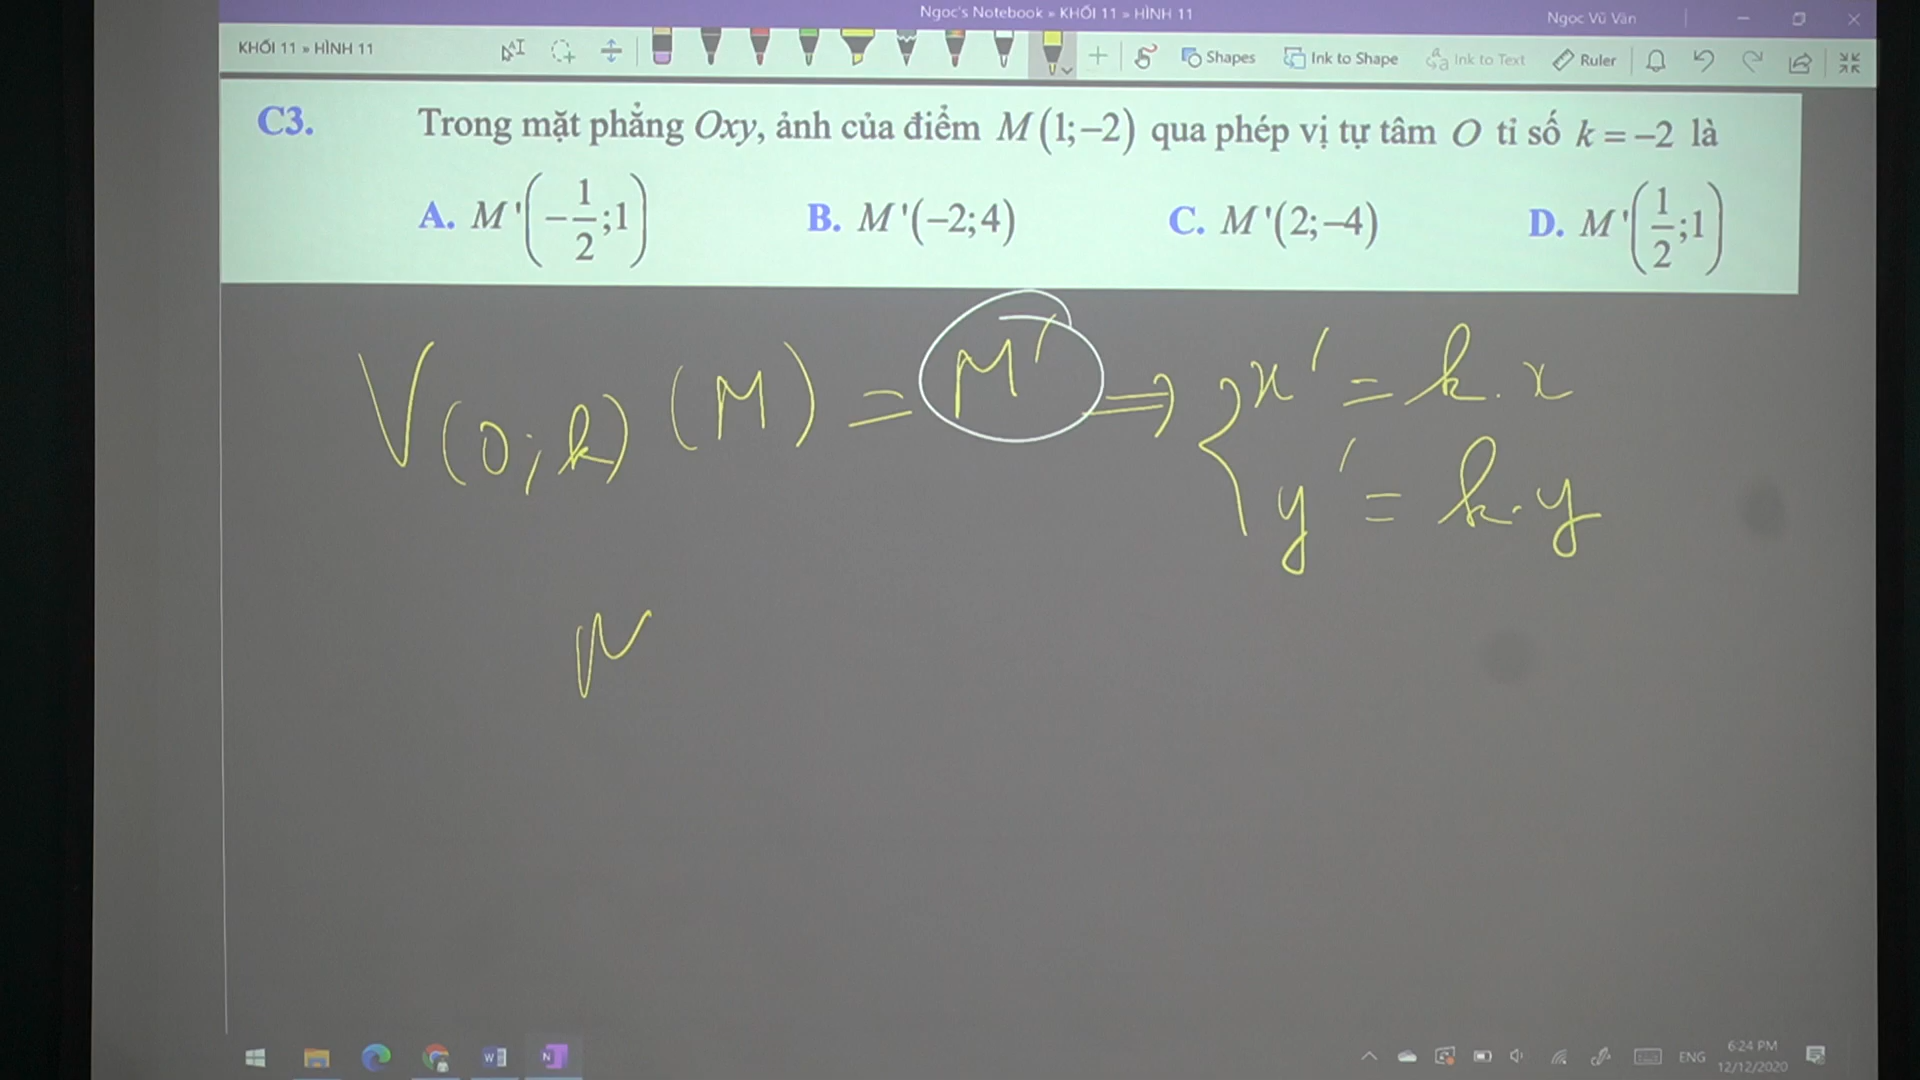 Ngoc's Notebook » KHỐI 11 » HÌNH 11
Ngoc Vũ Văn
KHỐI 11 » HÌNH 11
Shapes
Ink to Shape
Ink to Text
Ruler
C3. Trong mặt phẳng Oxy, ảnh của điểm M(1;−2) qua phép vị tự tâm O tỉ số k = −2 là
A. M'(−1/2;1) B. M'(−2;4) C. M'(2;−4) D. M'(1/2;1)
V(O;k) (M) = M' ⇒ { x' = k.x
y' = k.y
ENG
6:24 PM
12/12/2020